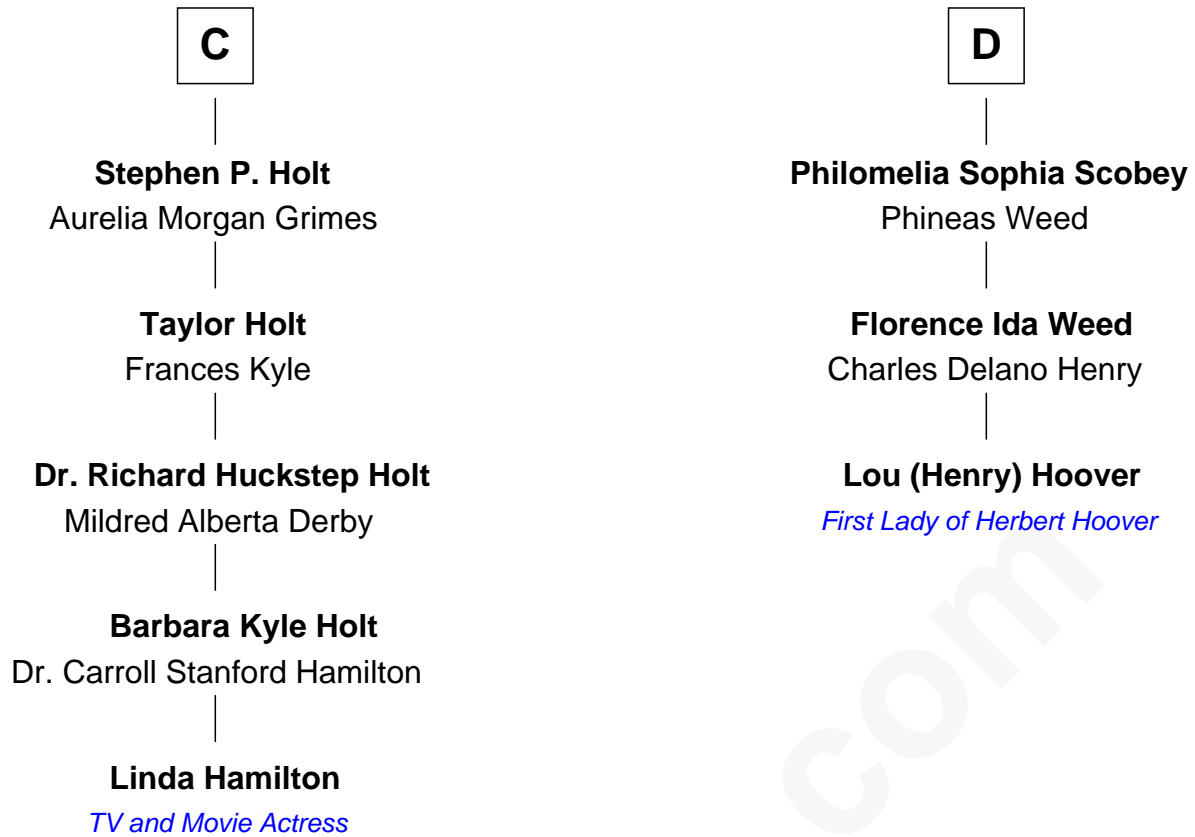 C
Stephen P. Holt
Aurelia Morgan Grimes
Taylor Holt
Frances Kyle
Dr. Richard Huckstep Holt
Mildred Alberta Derby
Barbara Kyle Holt
Dr. Carroll Stanford Hamilton
Linda Hamilton
TV and Movie Actress
D
Philomelia Sophia Scobey
Phineas Weed
Florence Ida Weed
Charles Delano Henry
Lou (Henry) Hoover
First Lady of Herbert Hoover
com